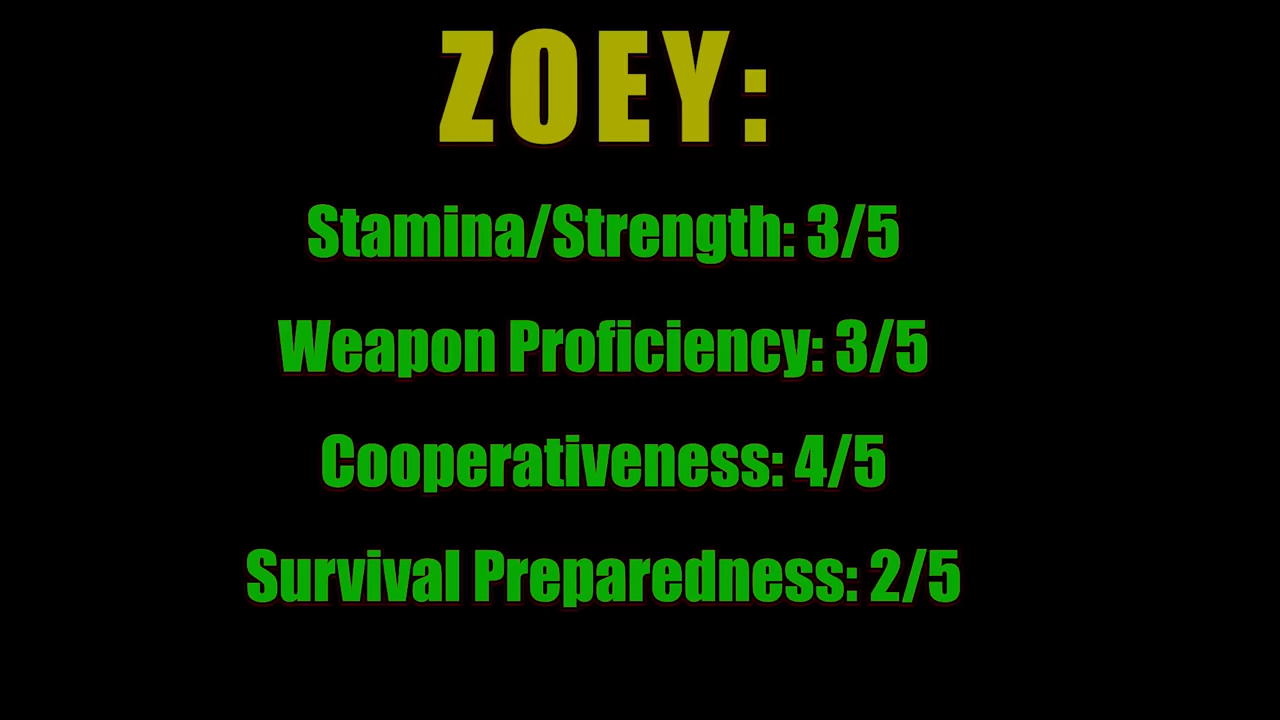 ZOEY:
Stamina/Strength: 3/5
Weapon Proficiency: 3/5
Cooperativeness: 4/5
Survival Preparedness: 2/5